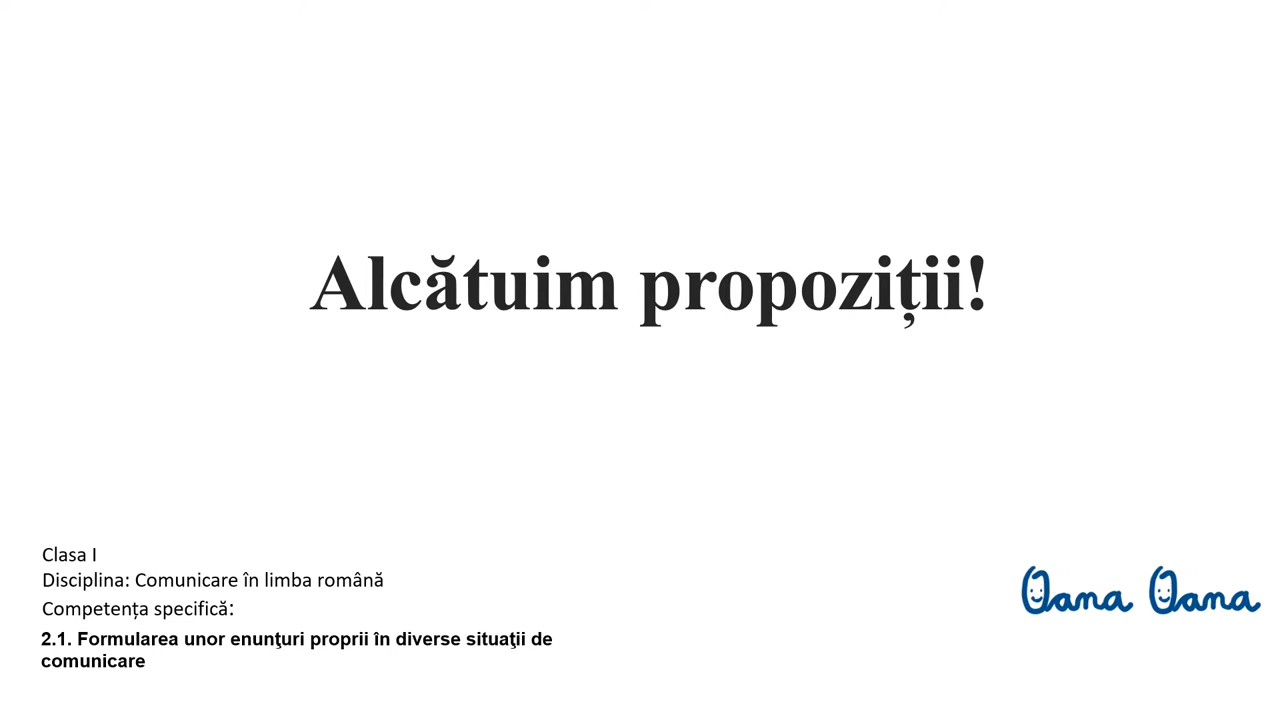 Alcătuim propoziții!
Clasa I
Disciplina: Comunicare în limba română
Competența specifică:
2.1. Formularea unor enunţuri proprii în diverse situaţii de
comunicare
Oana Oana